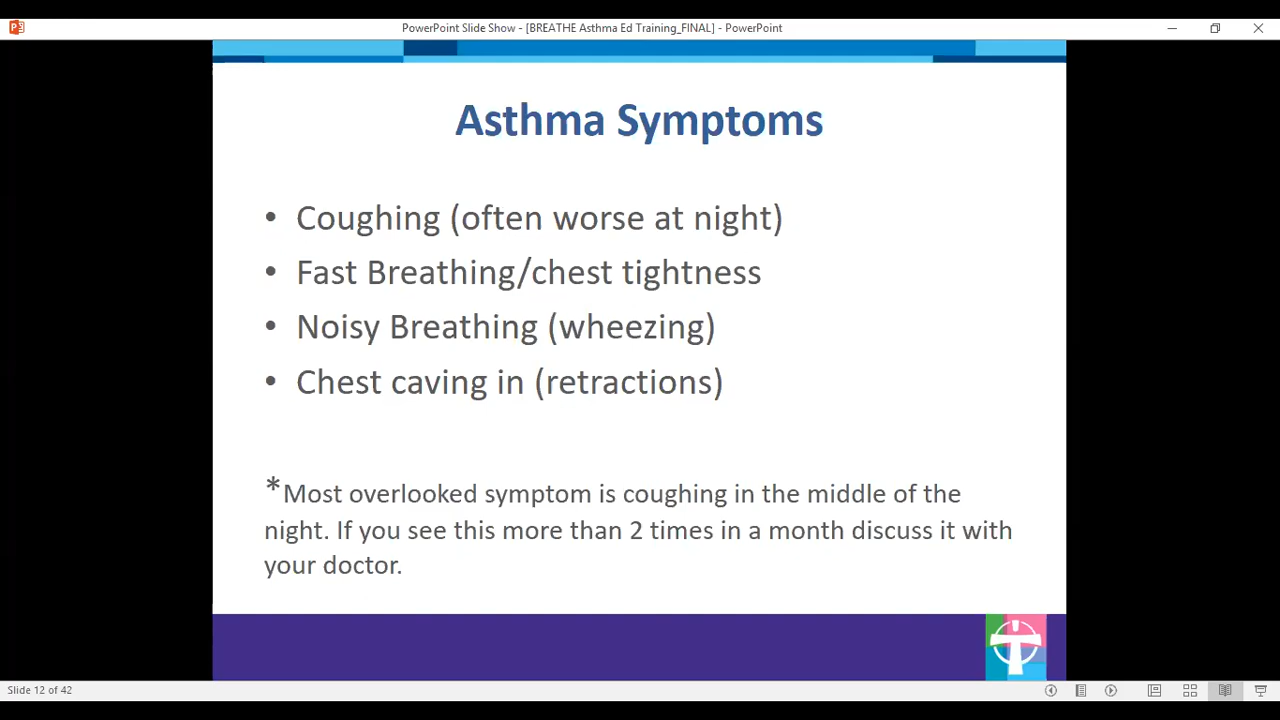 PowerPoint Slide Show - [BREATHE Asthma Ed Training_FINAL] - PowerPoint
Asthma Symptoms
• Coughing (often worse at night)
• Fast Breathing/chest tightness
• Noisy Breathing (wheezing)
• Chest caving in (retractions)
*Most overlooked symptom is coughing in the middle of the
night. If you see this more than 2 times in a month discuss it with
your doctor.
Slide 12 of 42